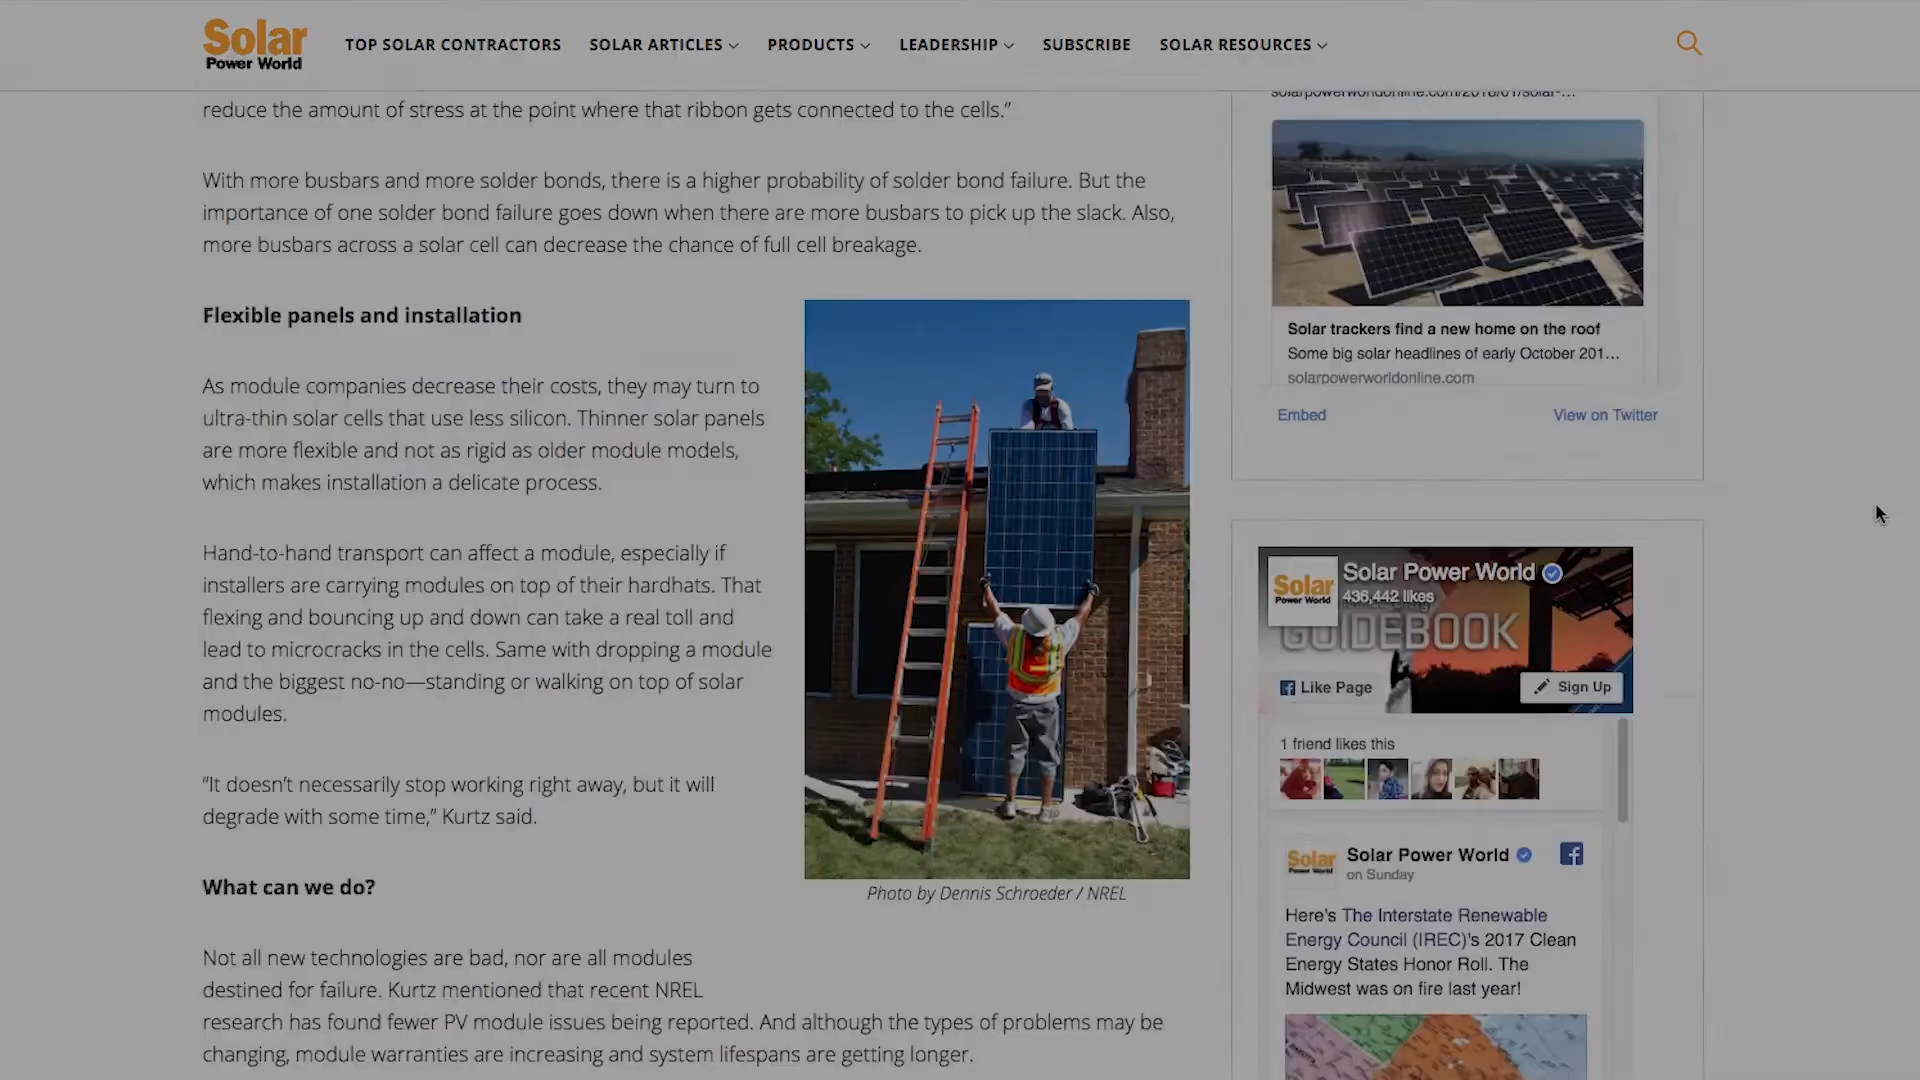 Solar
Power World
TOP SOLAR CONTRACTORS
SOLAR ARTICLES
PRODUCTS
LEADERSHIP
SUBSCRIBE
SOLAR RESOURCES
reduce the amount of stress at the point where that ribbon gets connected to the cells.”
With more busbars and more solder bonds, there is a higher probability of solder bond failure. But the
importance of one solder bond failure goes down when there are more busbars to pick up the slack. Also,
more busbars across a solar cell can decrease the chance of full cell breakage.
Flexible panels and installation
As module companies decrease their costs, they may turn to
ultra-thin solar cells that use less silicon. Thinner solar panels
are more flexible and not as rigid as older module models,
which makes installation a delicate process.
Hand-to-hand transport can affect a module, especially if
installers are carrying modules on top of their hardhats. That
flexing and bouncing up and down can take a real toll and
lead to microcracks in the cells. Same with dropping a module
and the biggest no-no—standing or walking on top of solar
modules.
“It doesn’t necessarily stop working right away, but it will
degrade with some time,” Kurtz said.
Photo by Dennis Schroeder / NREL
What can we do?
Not all new technologies are bad, nor are all modules
destined for failure. Kurtz mentioned that recent NREL
research has found fewer PV module issues being reported. And although the types of problems may be
changing, module warranties are increasing and system lifespans are getting longer.
solarpowerworldonline.com/2018/01/solar-…
Solar trackers find a new home on the roof
Some big solar headlines of early October 201…
solarpowerworldonline.com
Embed
View on Twitter
Solar
Power World
Solar Power World
436,442 likes
GUIDEBOOK
Like Page
Sign Up
1 friend likes this
Solar
Power World
Solar Power World
on Sunday
Here's The Interstate Renewable
Energy Council (IREC)'s 2017 Clean
Energy States Honor Roll. The
Midwest was on fire last year!